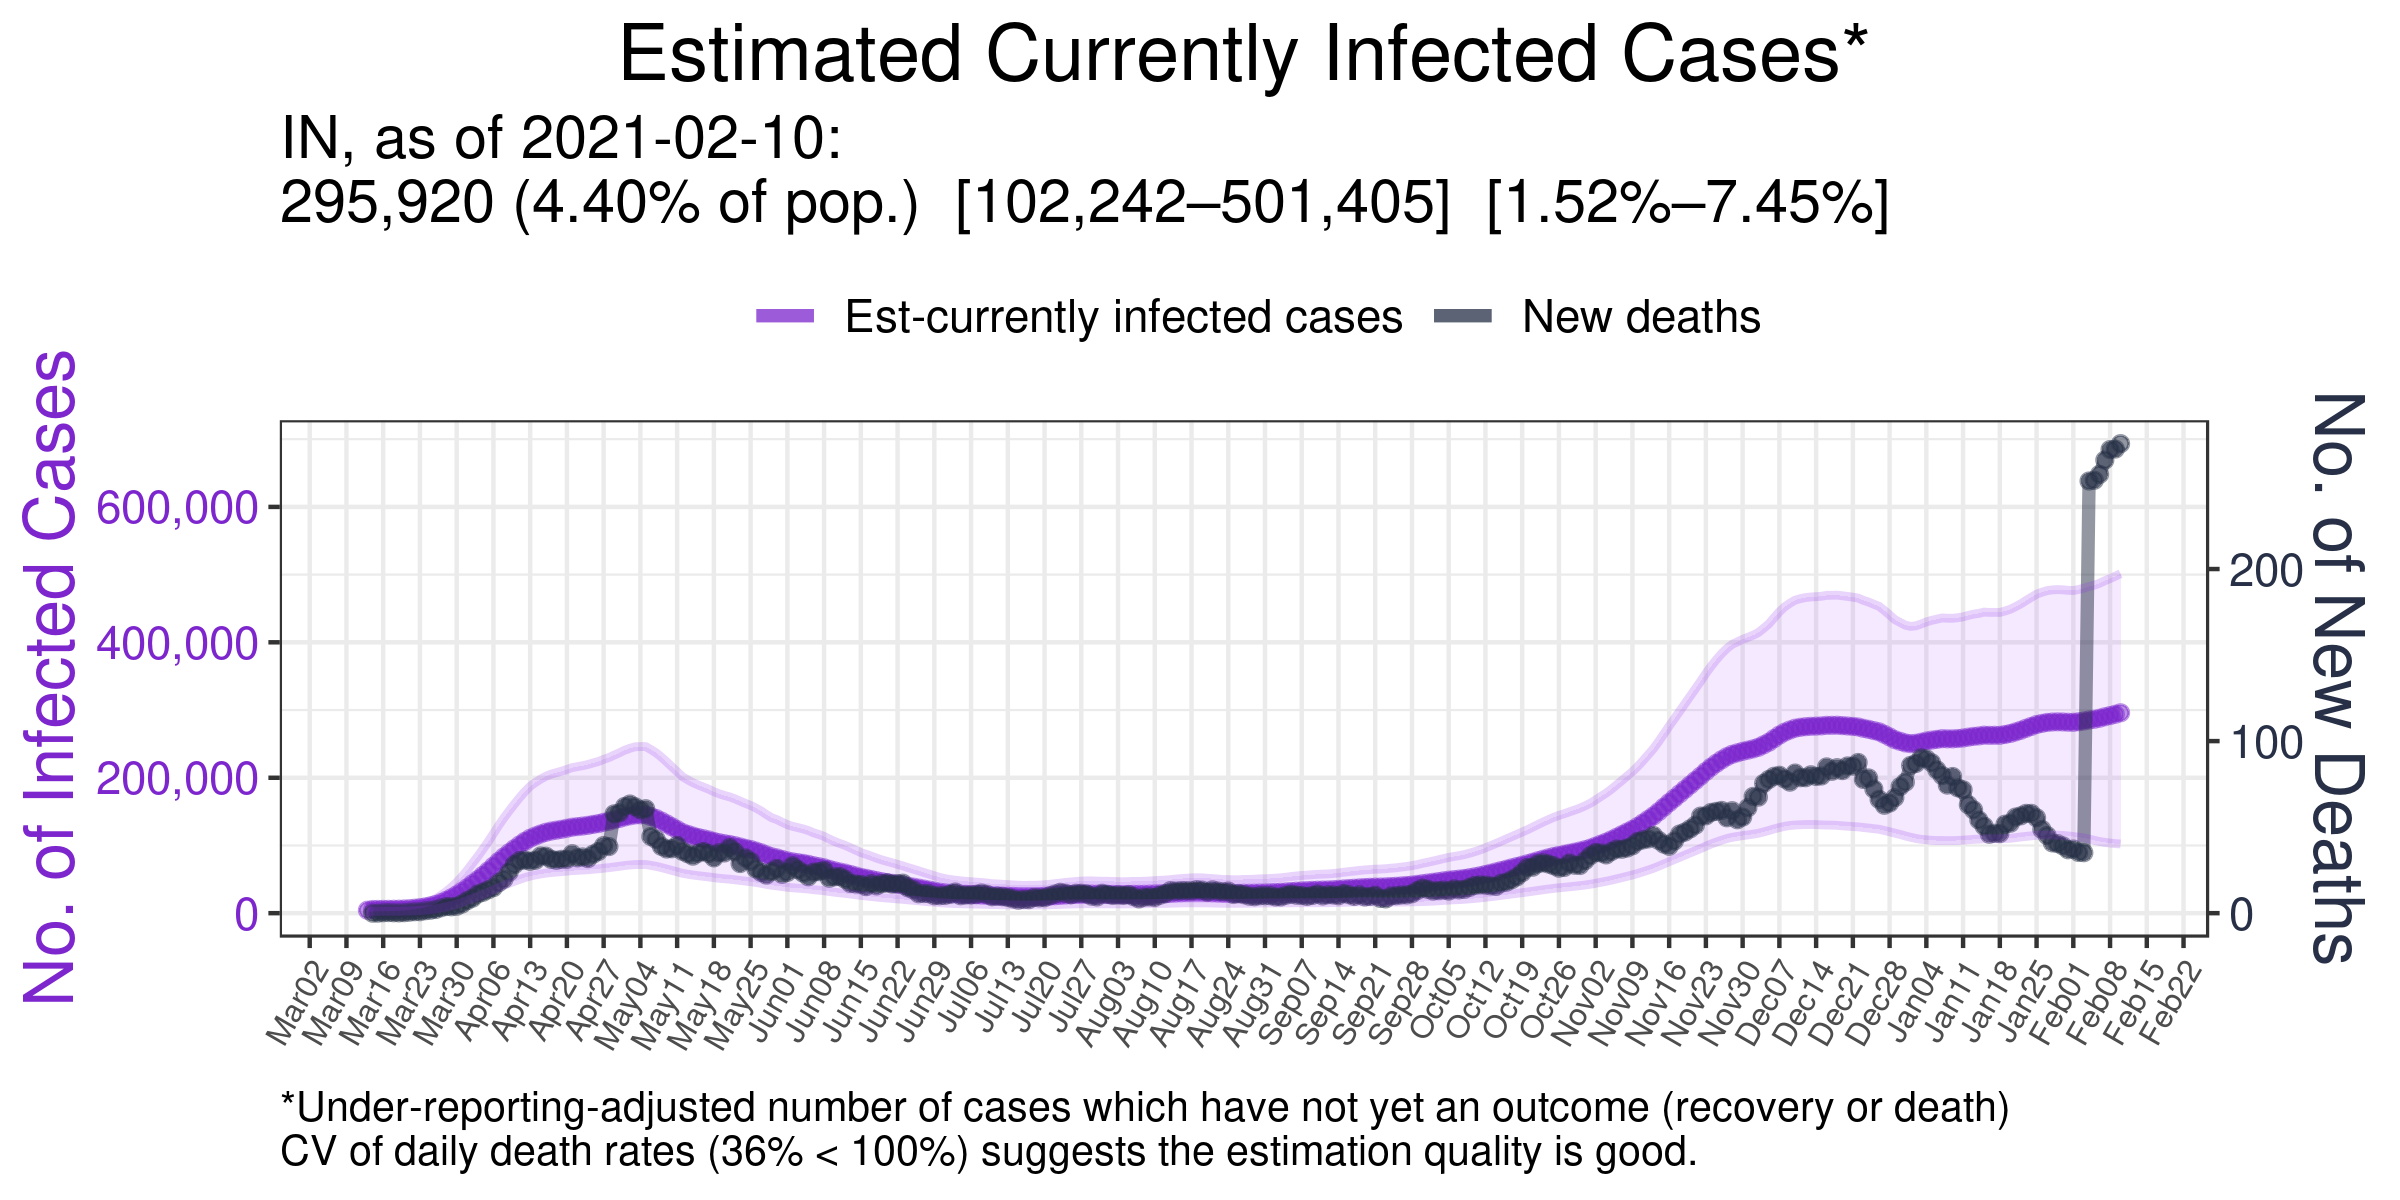 Estimated Currently Infected Cases*
IN, as of 2021-02-10:
295,920 (4.40% of pop.) [102,242–501,405] [1.52%–7.45%]
Est-currently infected cases
New deaths
No. of Infected Cases
600,000
400,000
200,000
0
200
100
0
No. of New Deaths
Mar02
Mar09
Mar16
Mar23
Mar30
Apr06
Apr13
Apr20
Apr27
May04
May11
May18
May25
Jun01
Jun08
Jun15
Jun22
Jun29
Jul06
Jul13
Jul20
Jul27
Aug03
Aug10
Aug17
Aug24
Aug31
Sep07
Sep14
Sep21
Sep28
Oct05
Oct12
Oct19
Oct26
Nov02
Nov09
Nov16
Nov23
Nov30
Dec07
Dec14
Dec21
Dec28
Jan04
Jan11
Jan18
Jan25
Feb01
Feb08
Feb15
Feb22
*Under-reporting-adjusted number of cases which have not yet an outcome (recovery or death)
CV of daily death rates (36% < 100%) suggests the estimation quality is good.